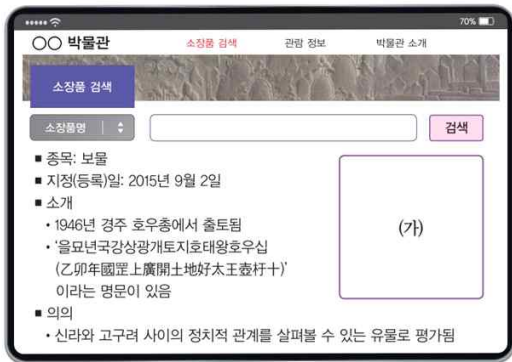 70%
○○ 박물관 소장품 검색 관람 정보 박물관 소개
소장품 검색
소장품명 검색
■ 종목: 보물
■ 지정(등록)일: 2015년 9월 2일
■ 소개
• 1946년 경주 호우총에서 출토됨
• '을묘년국강상광개토지호태왕호우십
(乙卯年國罡上廣開土地好太王壺杅十)'
이라는 명문이 있음
(가)
■ 의의
• 신라와 고구려 사이의 정치적 관계를 살펴볼 수 있는 유물로 평가됨